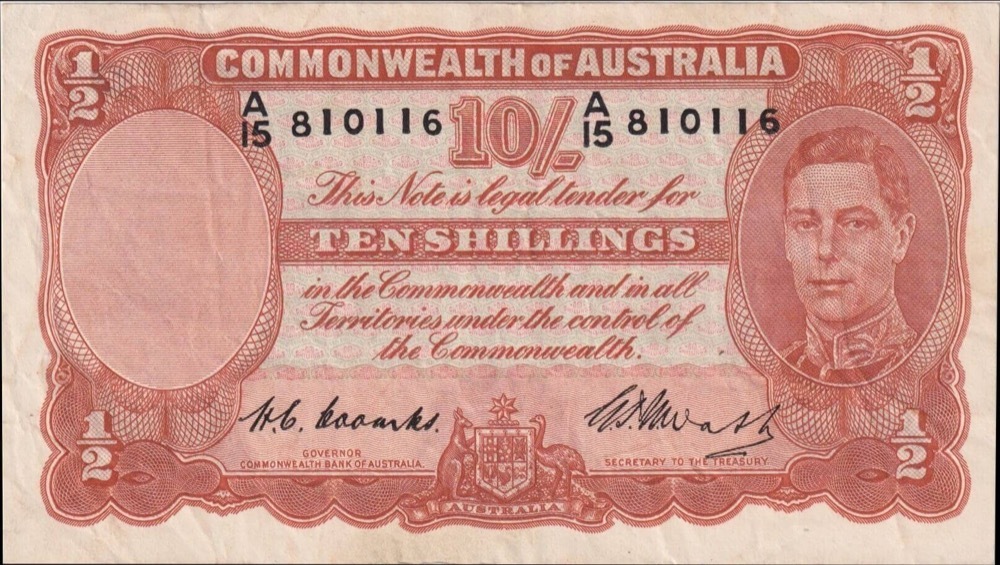 1/2 COMMONWEALTH OF AUSTRALIA 1/2
A/15 810116 10/- A/15 810116
This Note is legal tender for
TEN SHILLINGS
in the Commonwealth and in all
Territories under the control of
the Commonwealth.
1/2 H.C. Coombs. 1/2
GOVERNOR
COMMONWEALTH BANK OF AUSTRALIA.
SECRETARY TO THE TREASURY
AUSTRALIA